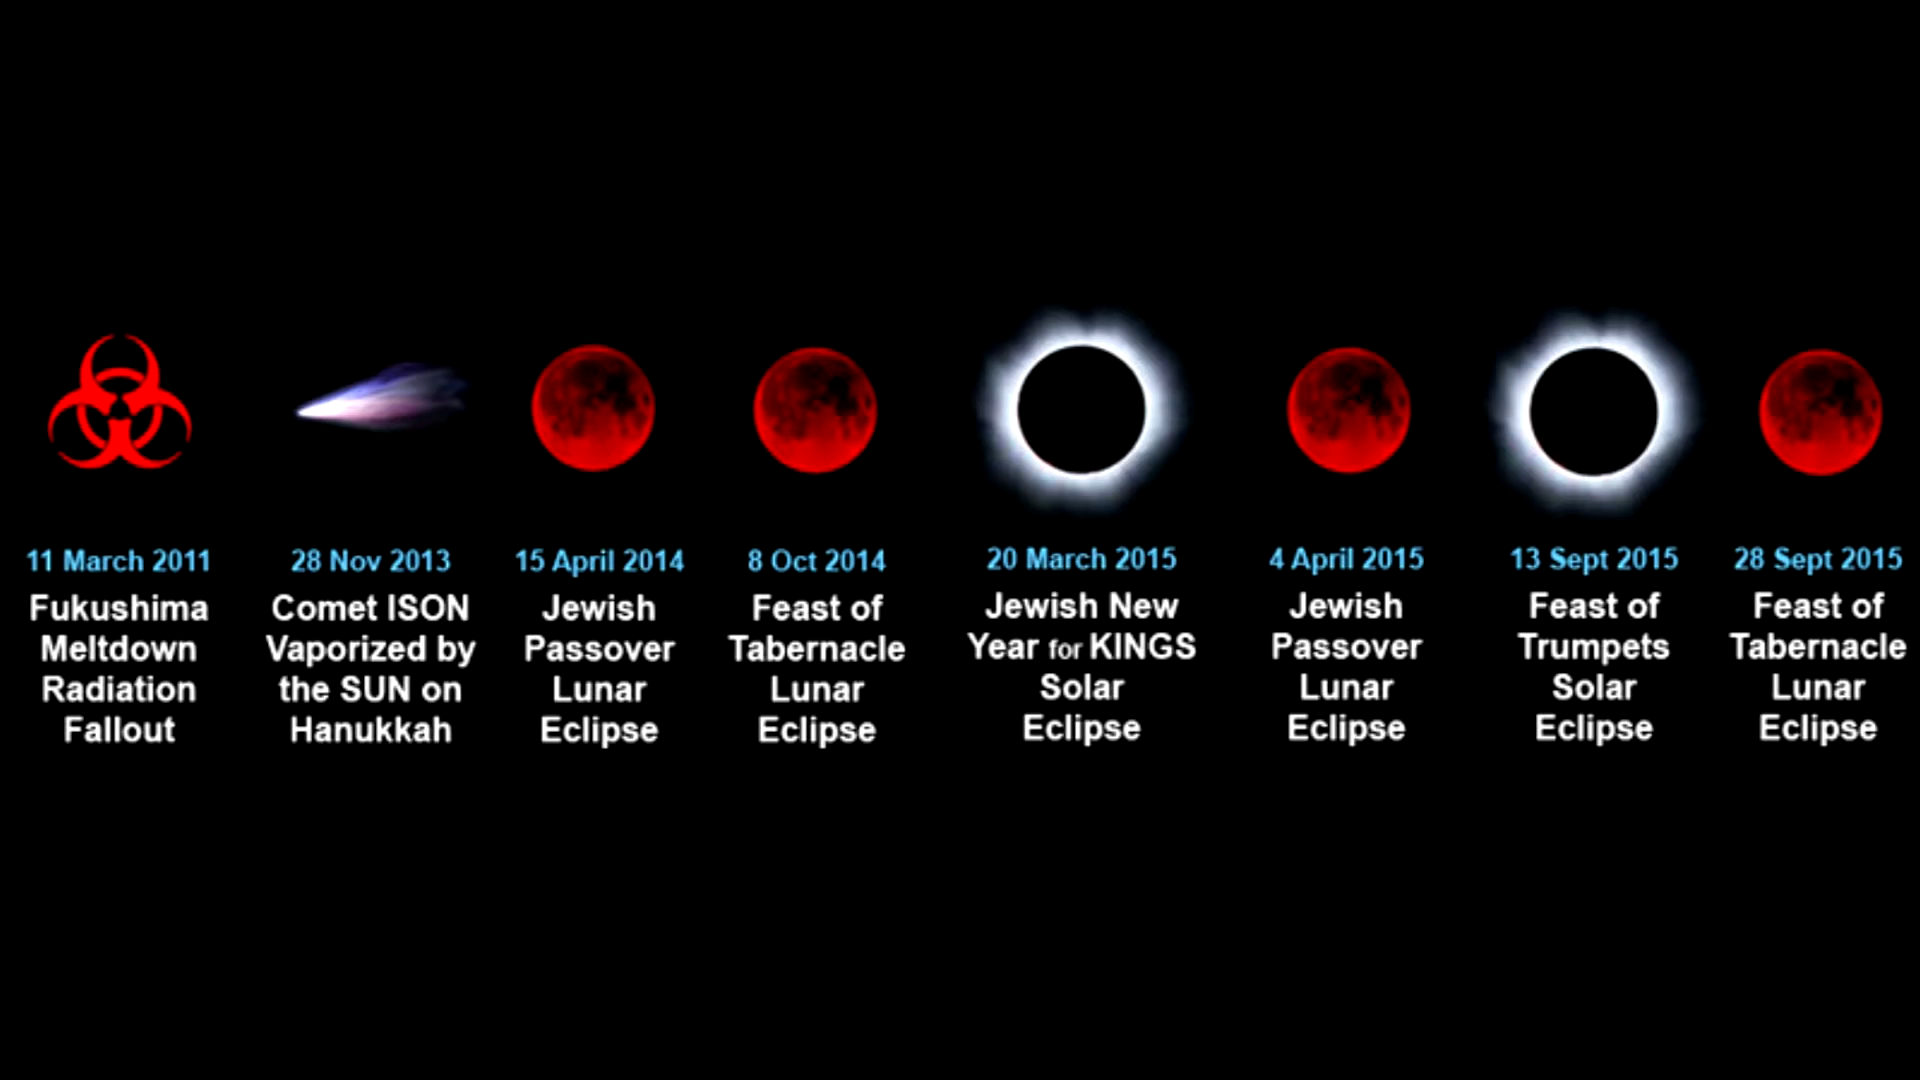 11 March 2011
Fukushima
Meltdown
Radiation
Fallout
28 Nov 2013
Comet ISON
Vaporized by
the SUN on
Hanukkah
15 April 2014
Jewish
Passover
Lunar
Eclipse
8 Oct 2014
Feast of
Tabernacle
Lunar
Eclipse
20 March 2015
Jewish New
Year for KINGS
Solar
Eclipse
4 April 2015
Jewish
Passover
Lunar
Eclipse
13 Sept 2015
Feast of
Trumpets
Solar
Eclipse
28 Sept 2015
Feast of
Tabernacle
Lunar
Eclipse